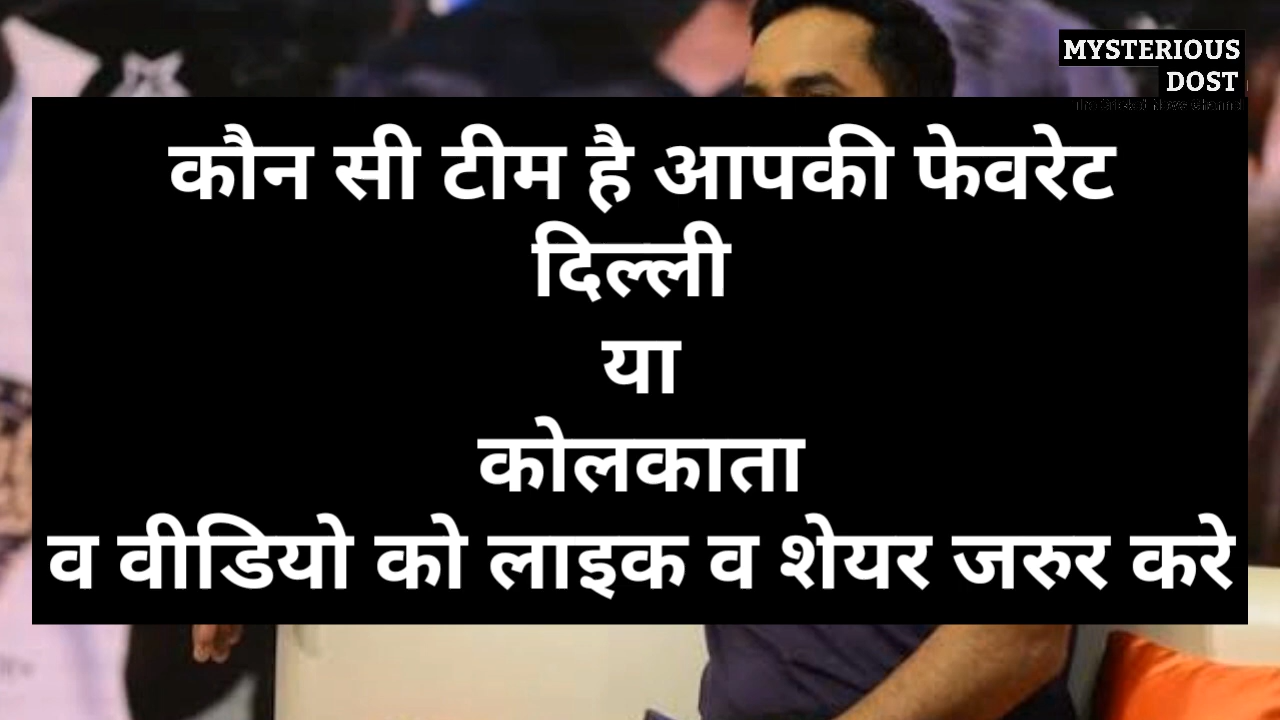 MYSTERIOUS
DOST
कौन सी टीम है आपकी फेवरेट
दिल्ली
या
कोलकाता
व वीडियो को लाइक व शेयर जरुर करे